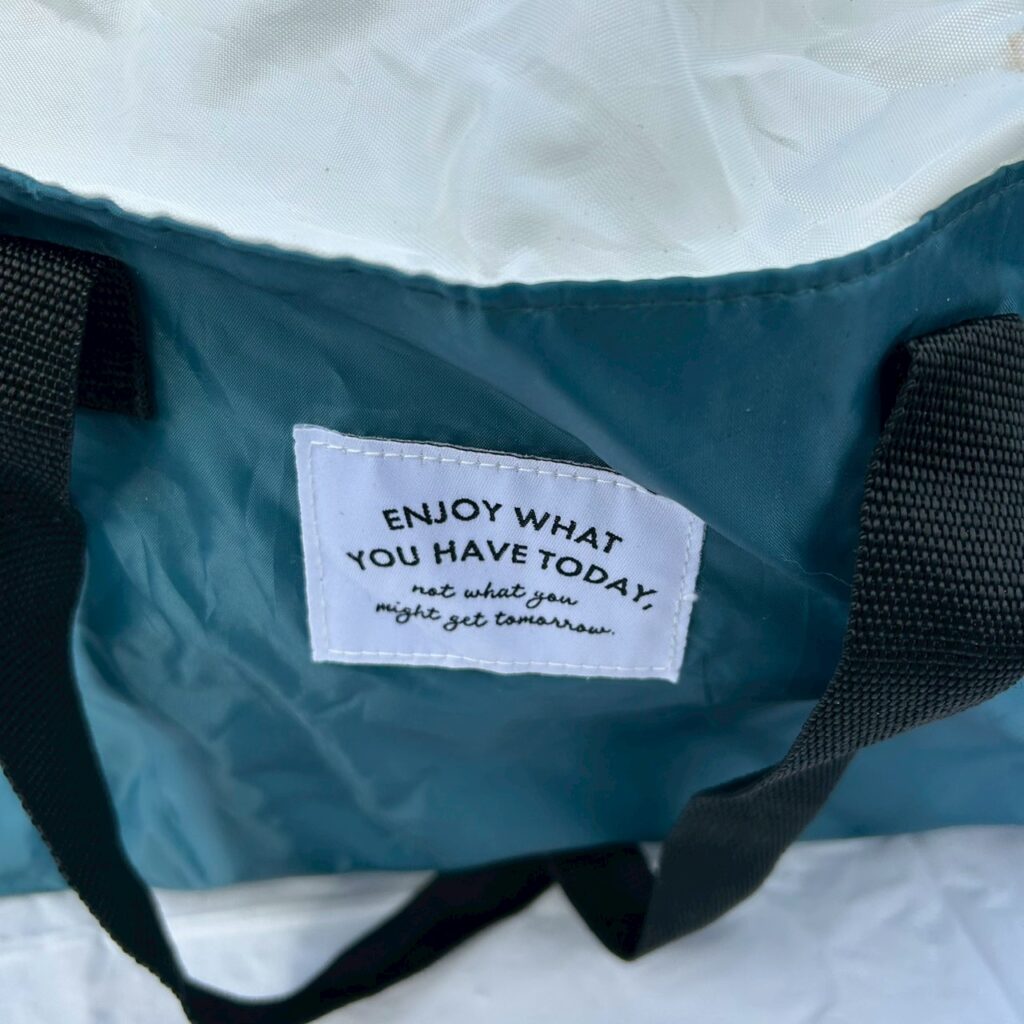 ENJOY WHAT
YOU HAVE TODAY,
not what you
might get tomorrow.